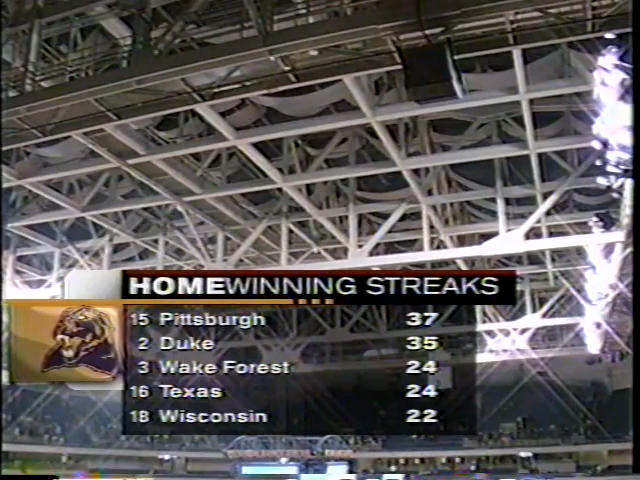 HOMEWINNING STREAKS
15 Pittsburgh 37
2 Duke 35
3 Wake Forest 24
16 Texas 24
18 Wisconsin 22